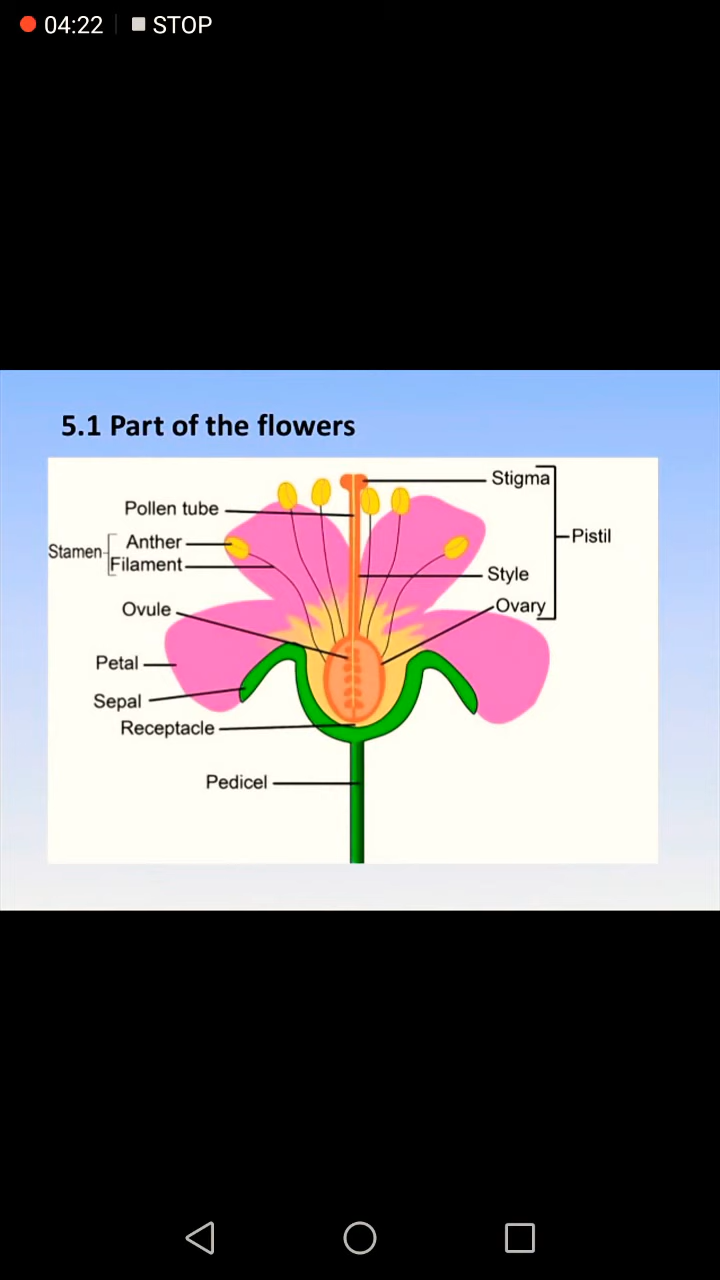 04:22 STOP
5.1 Part of the flowers
Stigma
Pollen tube
Pistil
Stamen
Anther
Filament
Style
Ovule
Ovary
Petal
Sepal
Receptacle
Pedicel